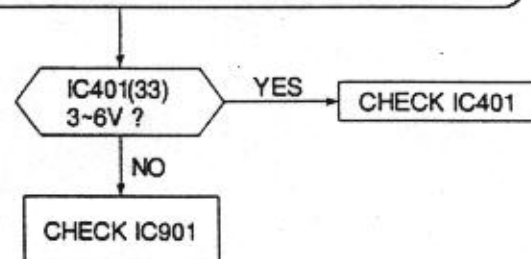 IC401(33)
3~6V ?
YES
CHECK IC401
NO
CHECK IC901